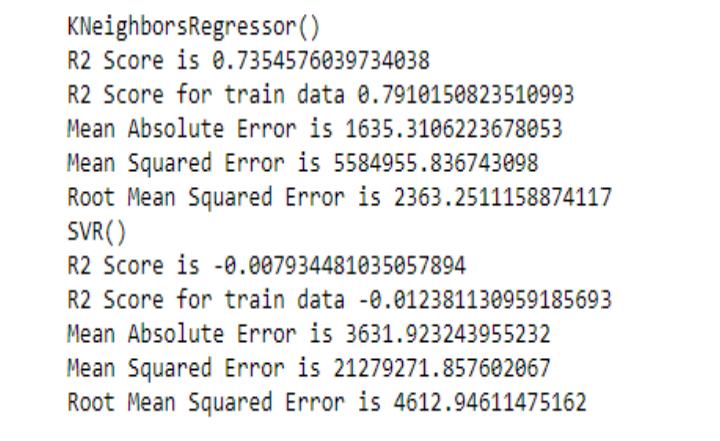 KNeighborsRegressor()
R2 Score is 0.7354576039734038
R2 Score for train data 0.7910150823510993
Mean Absolute Error is 1635.3106223678053
Mean Squared Error is 5584955.836743098
Root Mean Squared Error is 2363.2511158874117
SVR()
R2 Score is -0.007934481035057894
R2 Score for train data -0.012381130959185693
Mean Absolute Error is 3631.923243955232
Mean Squared Error is 21279271.857602067
Root Mean Squared Error is 4612.94611475162